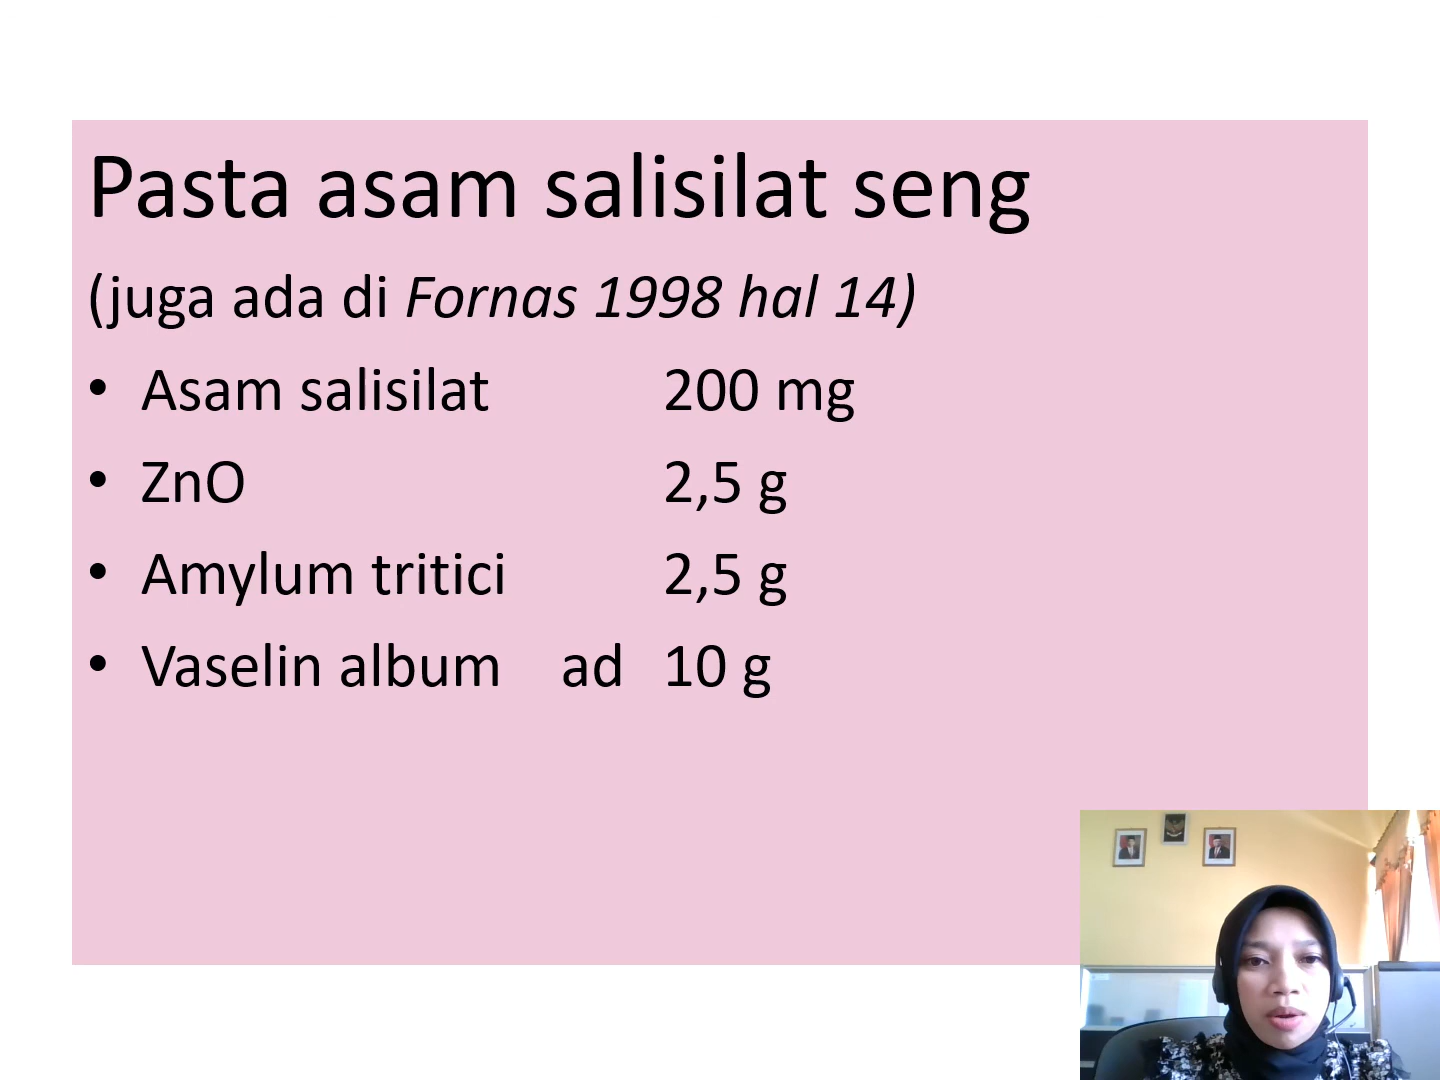 Pasta asam salisilat seng
(juga ada di Fornas 1998 hal 14)
• Asam salisilat 200 mg
• ZnO 2,5 g
• Amylum tritici 2,5 g
• Vaselin album ad 10 g